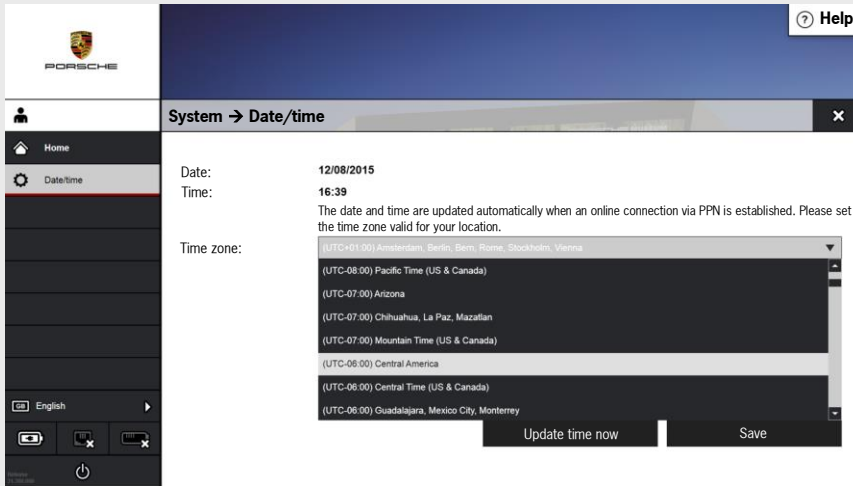 Help
PORSCHE
System → Date/time
Home
Date/time
Date:
12/08/2015
Time:
16:39
The date and time are updated automatically when an online connection via PPN is established. Please set
the time zone valid for your location.
Time zone:
(UTC+01:00) Amsterdam, Berlin, Bern, Rome, Stockholm, Vienna
(UTC-08:00) Pacific Time (US & Canada)
(UTC-07:00) Arizona
(UTC-07:00) Chihuahua, La Paz, Mazatlan
(UTC-07:00) Mountain Time (US & Canada)
(UTC-06:00) Central America
(UTC-06:00) Central Time (US & Canada)
(UTC-06:00) Guadalajara, Mexico City, Monterrey
GB English
Update time now
Save